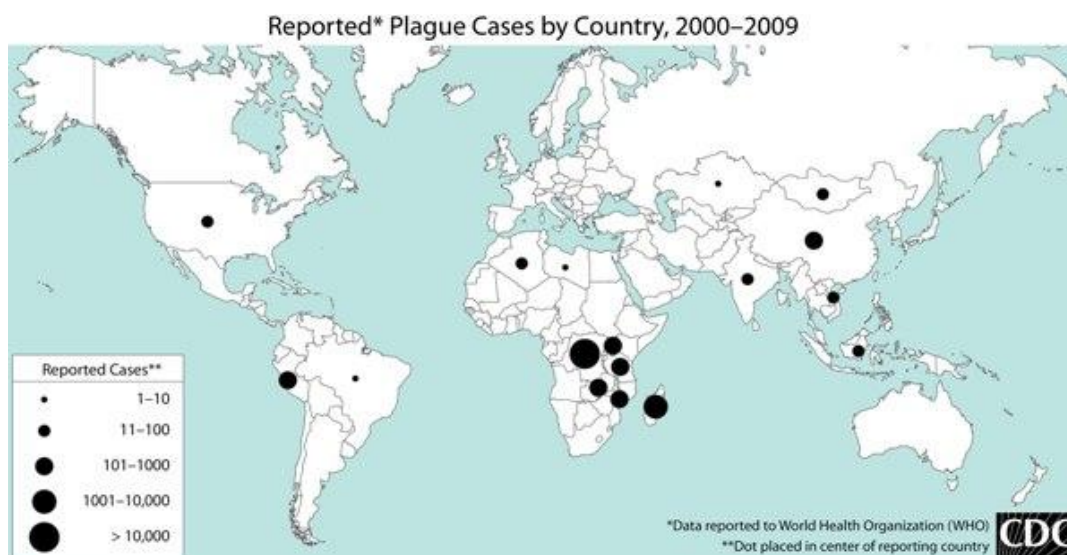 Reported* Plague Cases by Country, 2000–2009
Reported Cases**
1–10
11–100
101–1000
1001–10,000
> 10,000
*Data reported to World Health Organization (WHO)
**Dot placed in center of reporting country
CDC